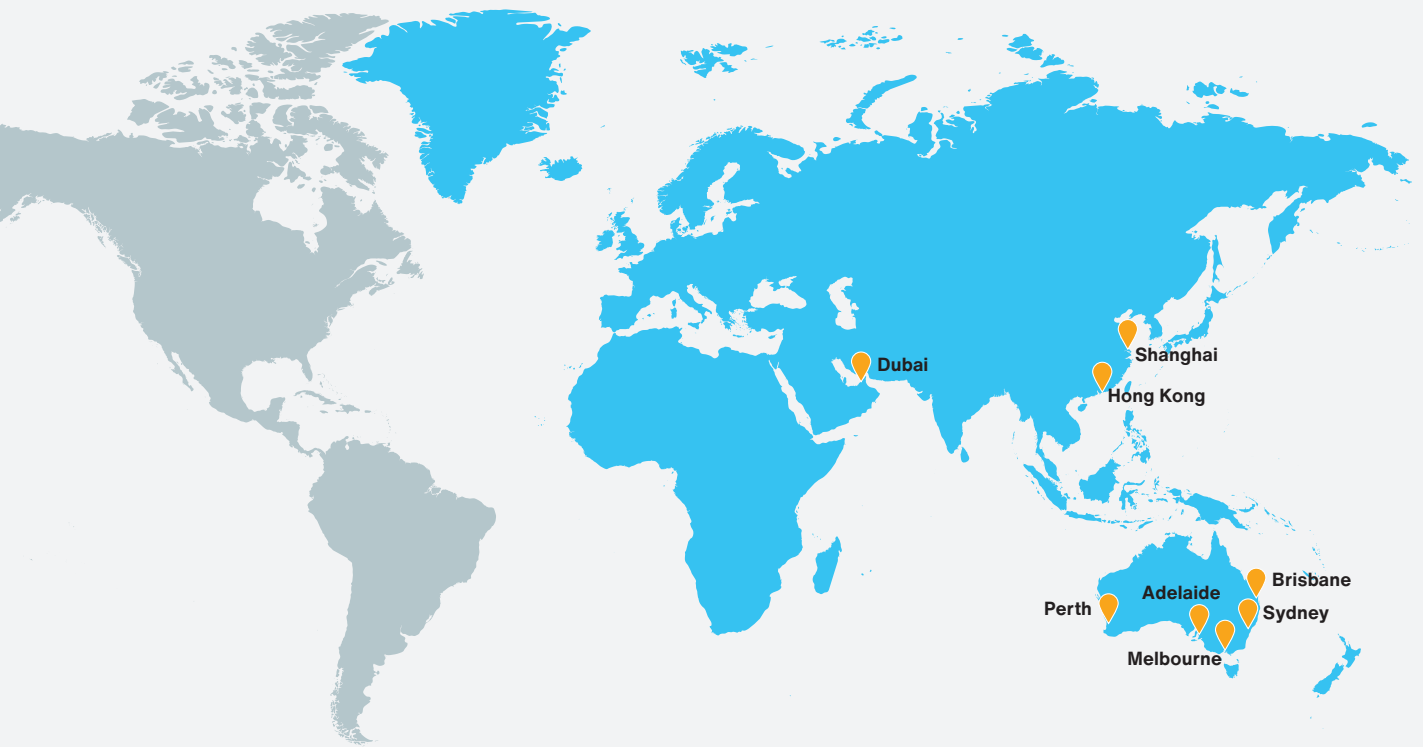 Shanghai
Dubai
Hong Kong
Brisbane
Adelaide
Perth
Sydney
Melbourne